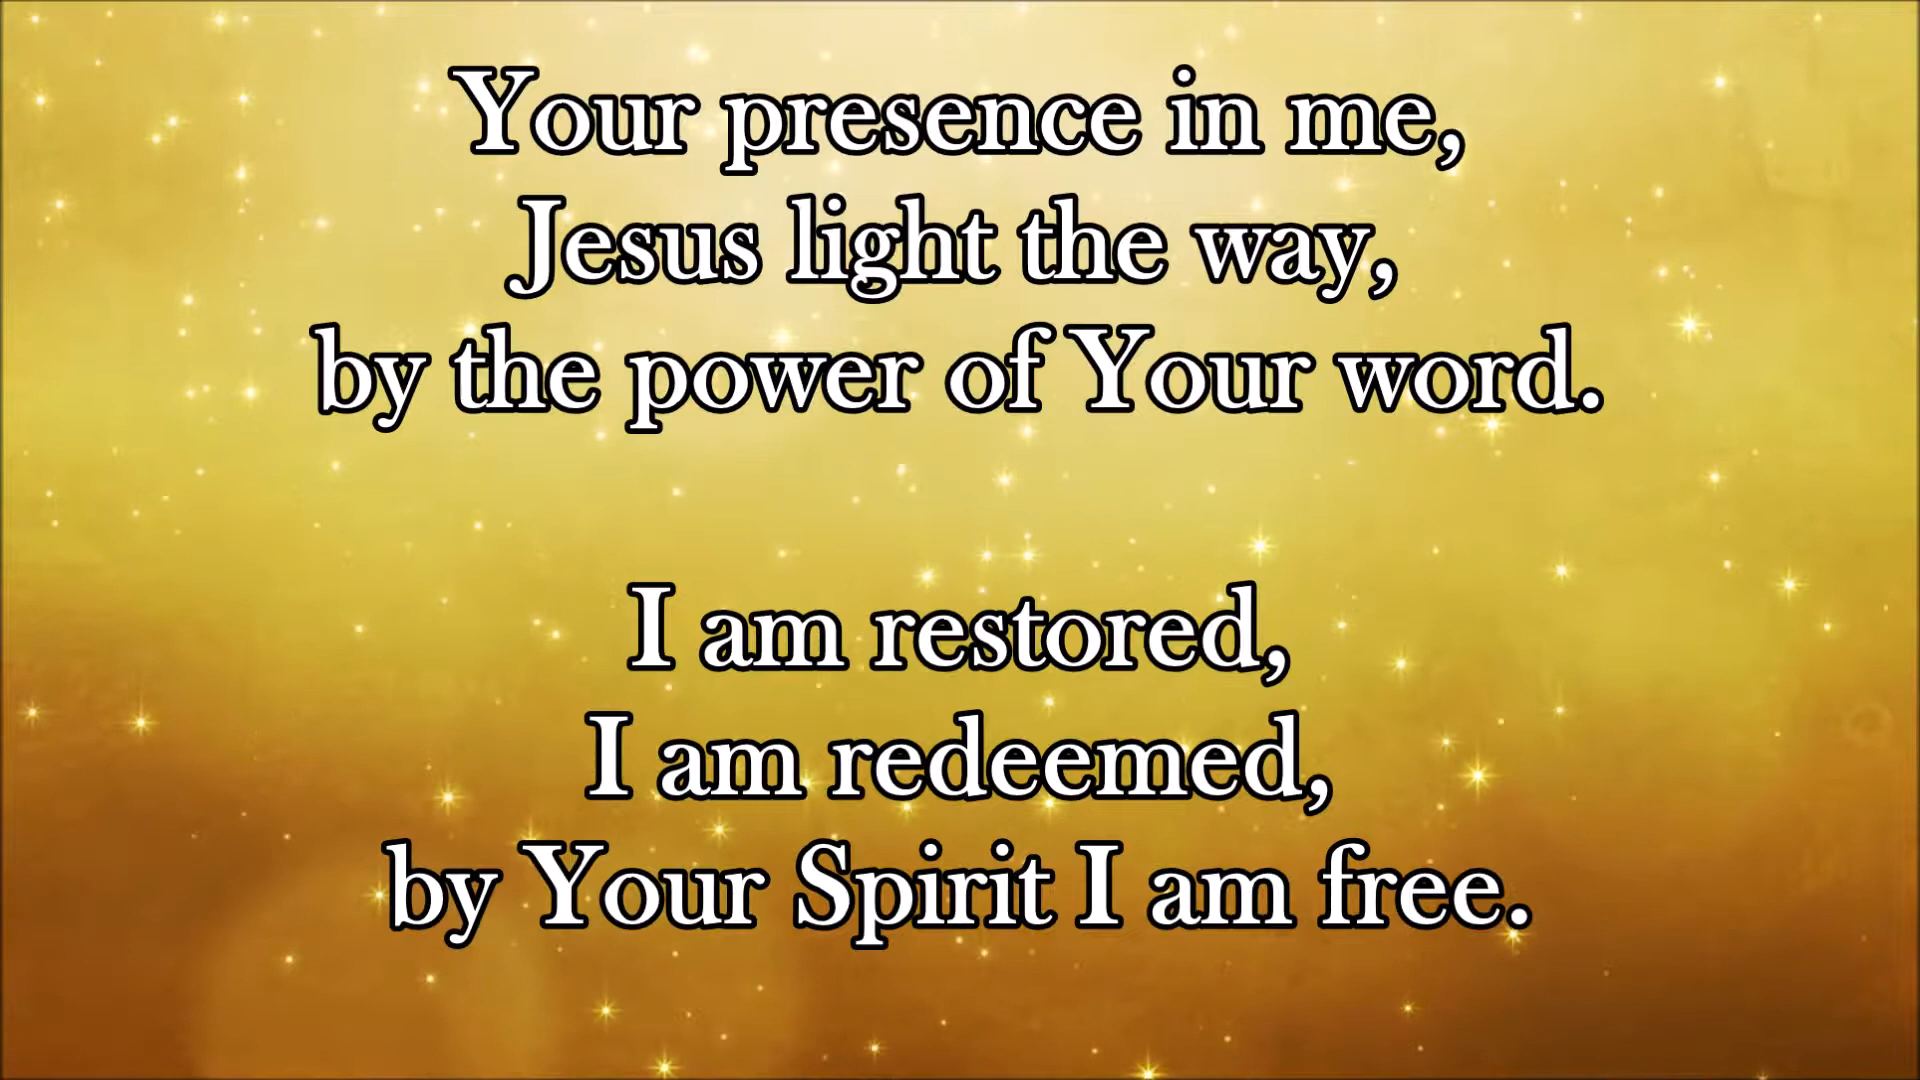 Your presence in me,
Jesus light the way,
by the power of Your word.
I am restored,
I am redeemed,
by Your Spirit I am free.